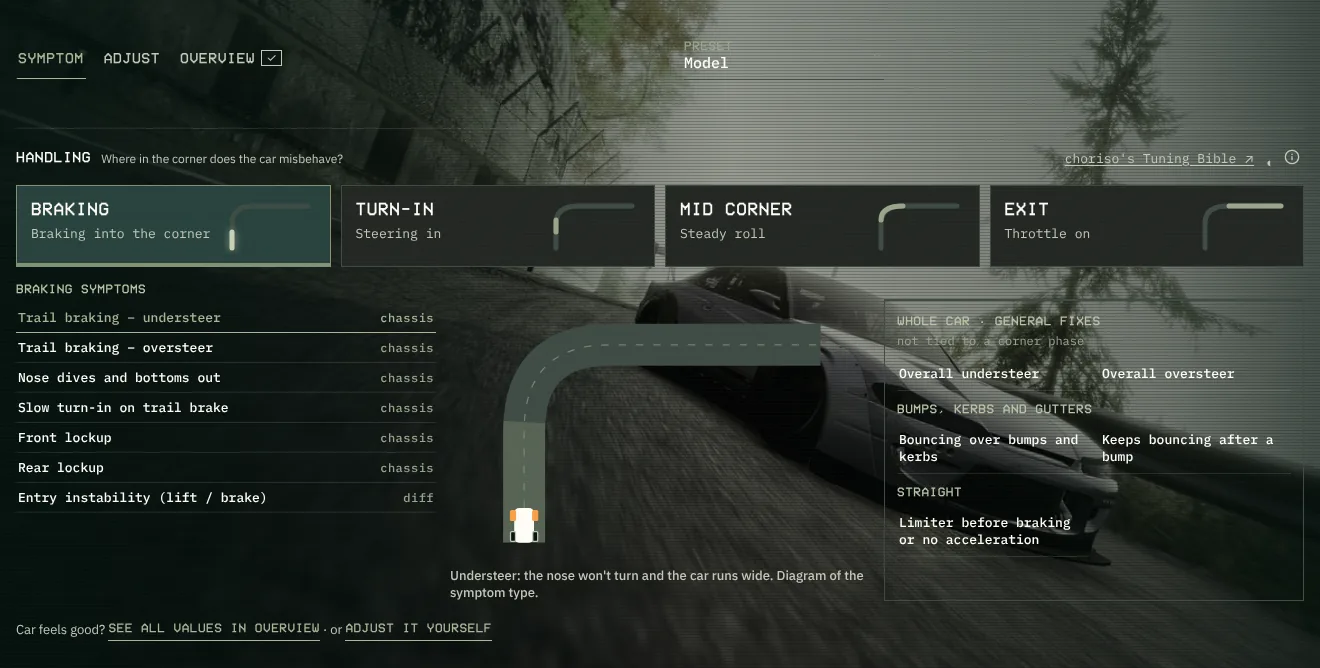 SYMPTOM ADJUST OVERVIEW
PRESET
Model
HANDLING Where in the corner does the car misbehave?
choriso's Tuning Bible ↗
BRAKING
Braking into the corner
TURN-IN
Steering in
MID CORNER
Steady roll
EXIT
Throttle on
BRAKING SYMPTOMS
Trail braking – understeer chassis
Trail braking – oversteer chassis
Nose dives and bottoms out chassis
Slow turn-in on trail brake chassis
Front lockup chassis
Rear lockup chassis
Entry instability (lift / brake) diff
Understeer: the nose won't turn and the car runs wide. Diagram of the
symptom type.
WHOLE CAR · GENERAL FIXES
not tied to a corner phase
Overall understeer Overall oversteer
BUMPS, KERBS AND GUTTERS
Bouncing over bumps and
kerbs
Keeps bouncing after a
bump
STRAIGHT
Limiter before braking
or no acceleration
Car feels good? SEE ALL VALUES IN OVERVIEW · or ADJUST IT YOURSELF